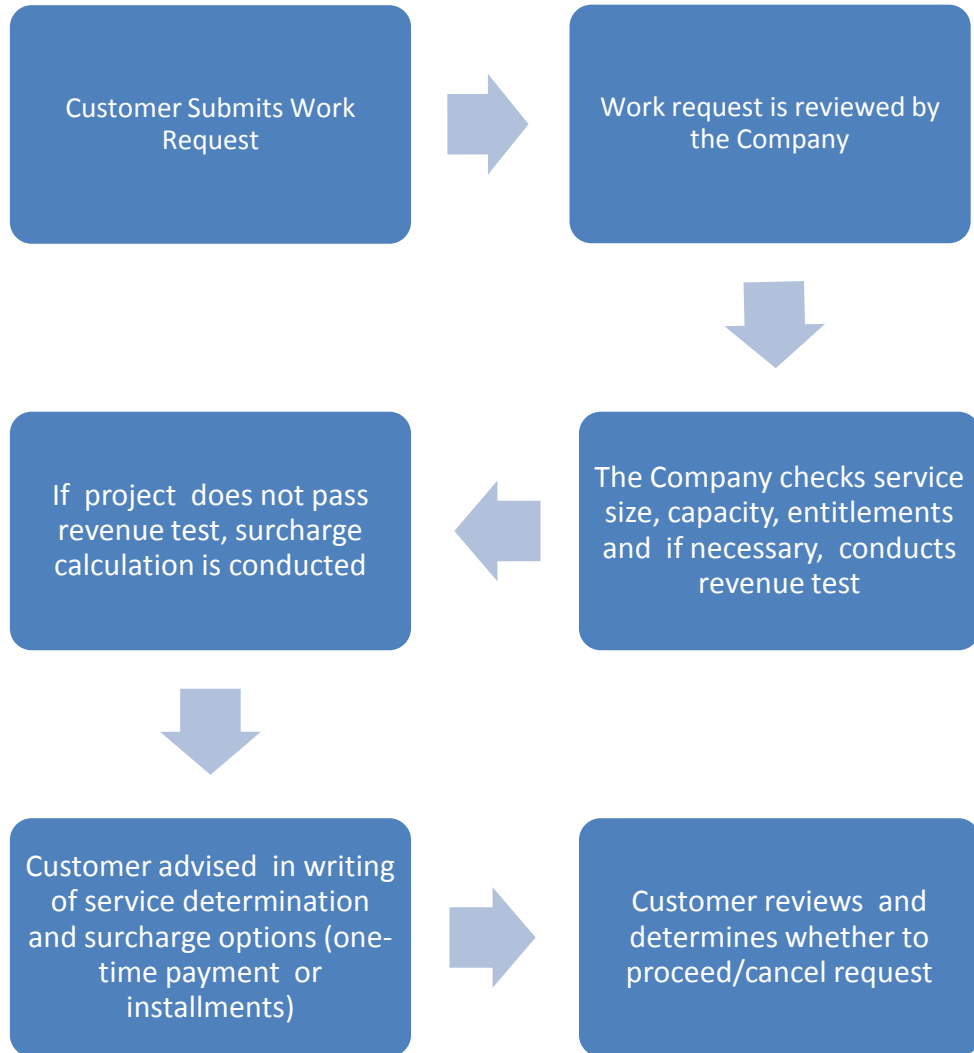 Customer Submits Work
Request
Work request is reviewed by
the Company
The Company checks service
size, capacity, entitlements
and if necessary, conducts
revenue test
If project does not pass
revenue test, surcharge
calculation is conducted
Customer advised in writing
of service determination
and surcharge options (one-
time payment or
installments)
Customer reviews and
determines whether to
proceed/cancel request